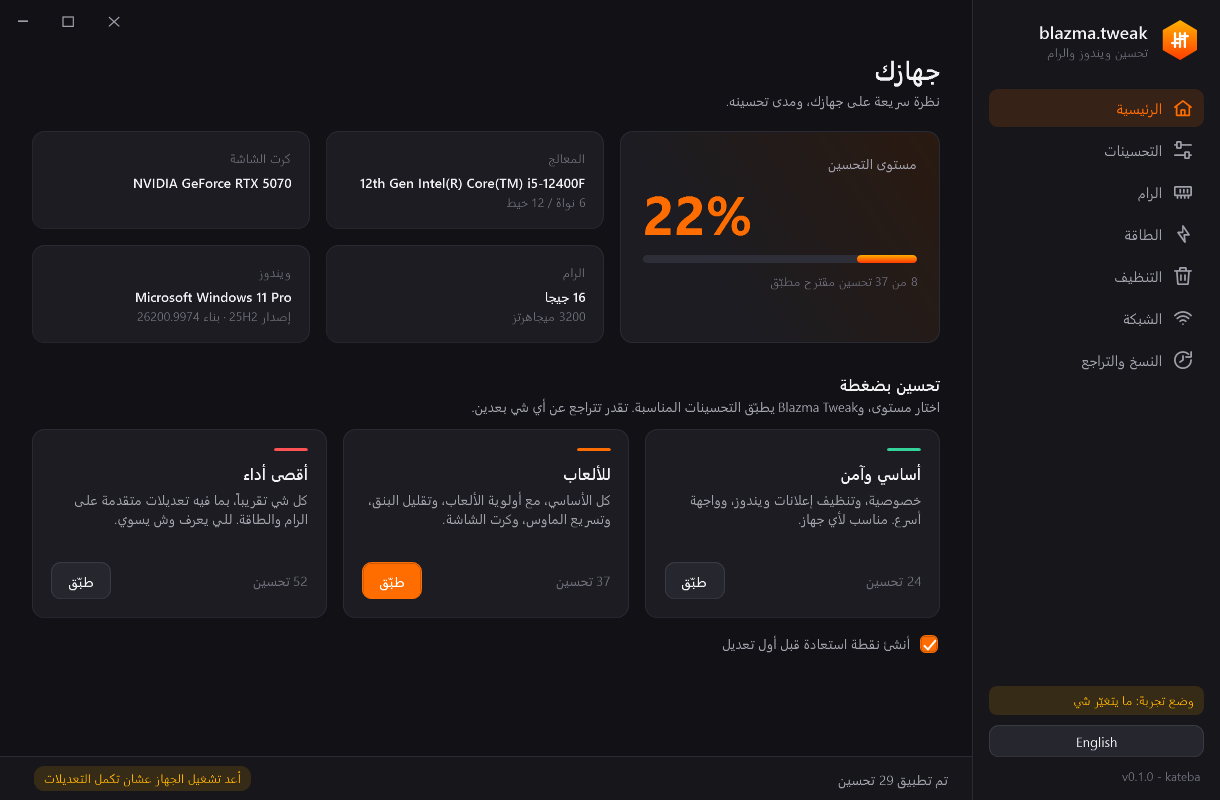 blazma.tweak
تحسين ويندوز والرام
الرئيسية
التحسينات
الرام
الطاقة
التنظيف
الشبكة
النسخ والتراجع
وضع تجربة: ما يتغيّر شي
English
v0.1.0 - kateba
جهازك
نظرة سريعة على جهازك، ومدى تحسينه.
مستوى التحسين
22%
8 من 37 تحسين مقترح مطبّق
المعالج
12th Gen Intel(R) Core(TM) i5-12400F
6 نواة / 12 خيط
كرت الشاشة
NVIDIA GeForce RTX 5070
الرام
16 جيجا
3200 ميجاهرتز
ويندوز
Microsoft Windows 11 Pro
إصدار 25H2 · بناء 26200.9974
تحسين بضغطة
اختار مستوى، وBlazma Tweak يطبّق التحسينات المناسبة. تقدر تتراجع عن أي شي بعدين.
أساسي وآمن
خصوصية، وتنظيف إعلانات ويندوز، وواجهة
أسرع. مناسب لأي جهاز.
24 تحسين
طبّق
للألعاب
كل الأساسي، مع أولوية الألعاب، وتقليل البنق،
وتسريع الماوس، وكرت الشاشة.
37 تحسين
طبّق
أقصى أداء
كل شي تقريباً، بما فيه تعديلات متقدمة على
الرام والطاقة. للي يعرف وش يسوي.
52 تحسين
طبّق
أنشئ نقطة استعادة قبل أول تعديل
تم تطبيق 29 تحسين
أعد تشغيل الجهاز عشان تكمل التعديلات